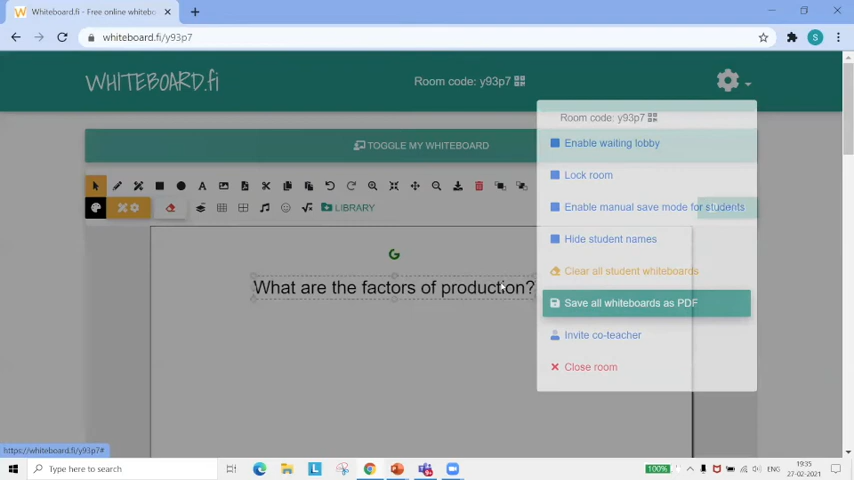 Whiteboard.fi - Free online whiteb
whiteboard.fi/y93p7
S
WHITEBOARD.fi
Room code: y93p7
Room code: y93p7
TOGGLE MY WHITEBOARD
Enable waiting lobby
Lock room
Enable manual save mode for students
Hide student names
Clear all student whiteboards
Save all whiteboards as PDF
Invite co-teacher
Close room
LIBRARY
What are the factors of production?
https://whiteboard.fi/y93p7#
Type here to search
100%
ENG
19:35
27-02-2021